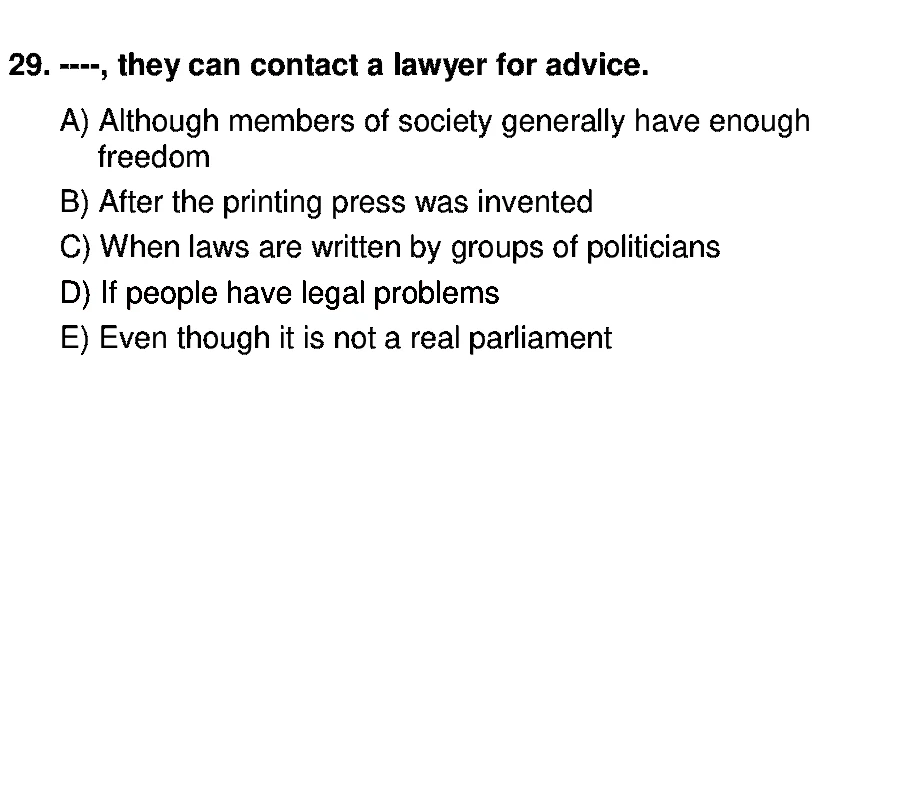 29. ----, they can contact a lawyer for advice.
A) Although members of society generally have enough
freedom
B) After the printing press was invented
C) When laws are written by groups of politicians
D) If people have legal problems
E) Even though it is not a real parliament